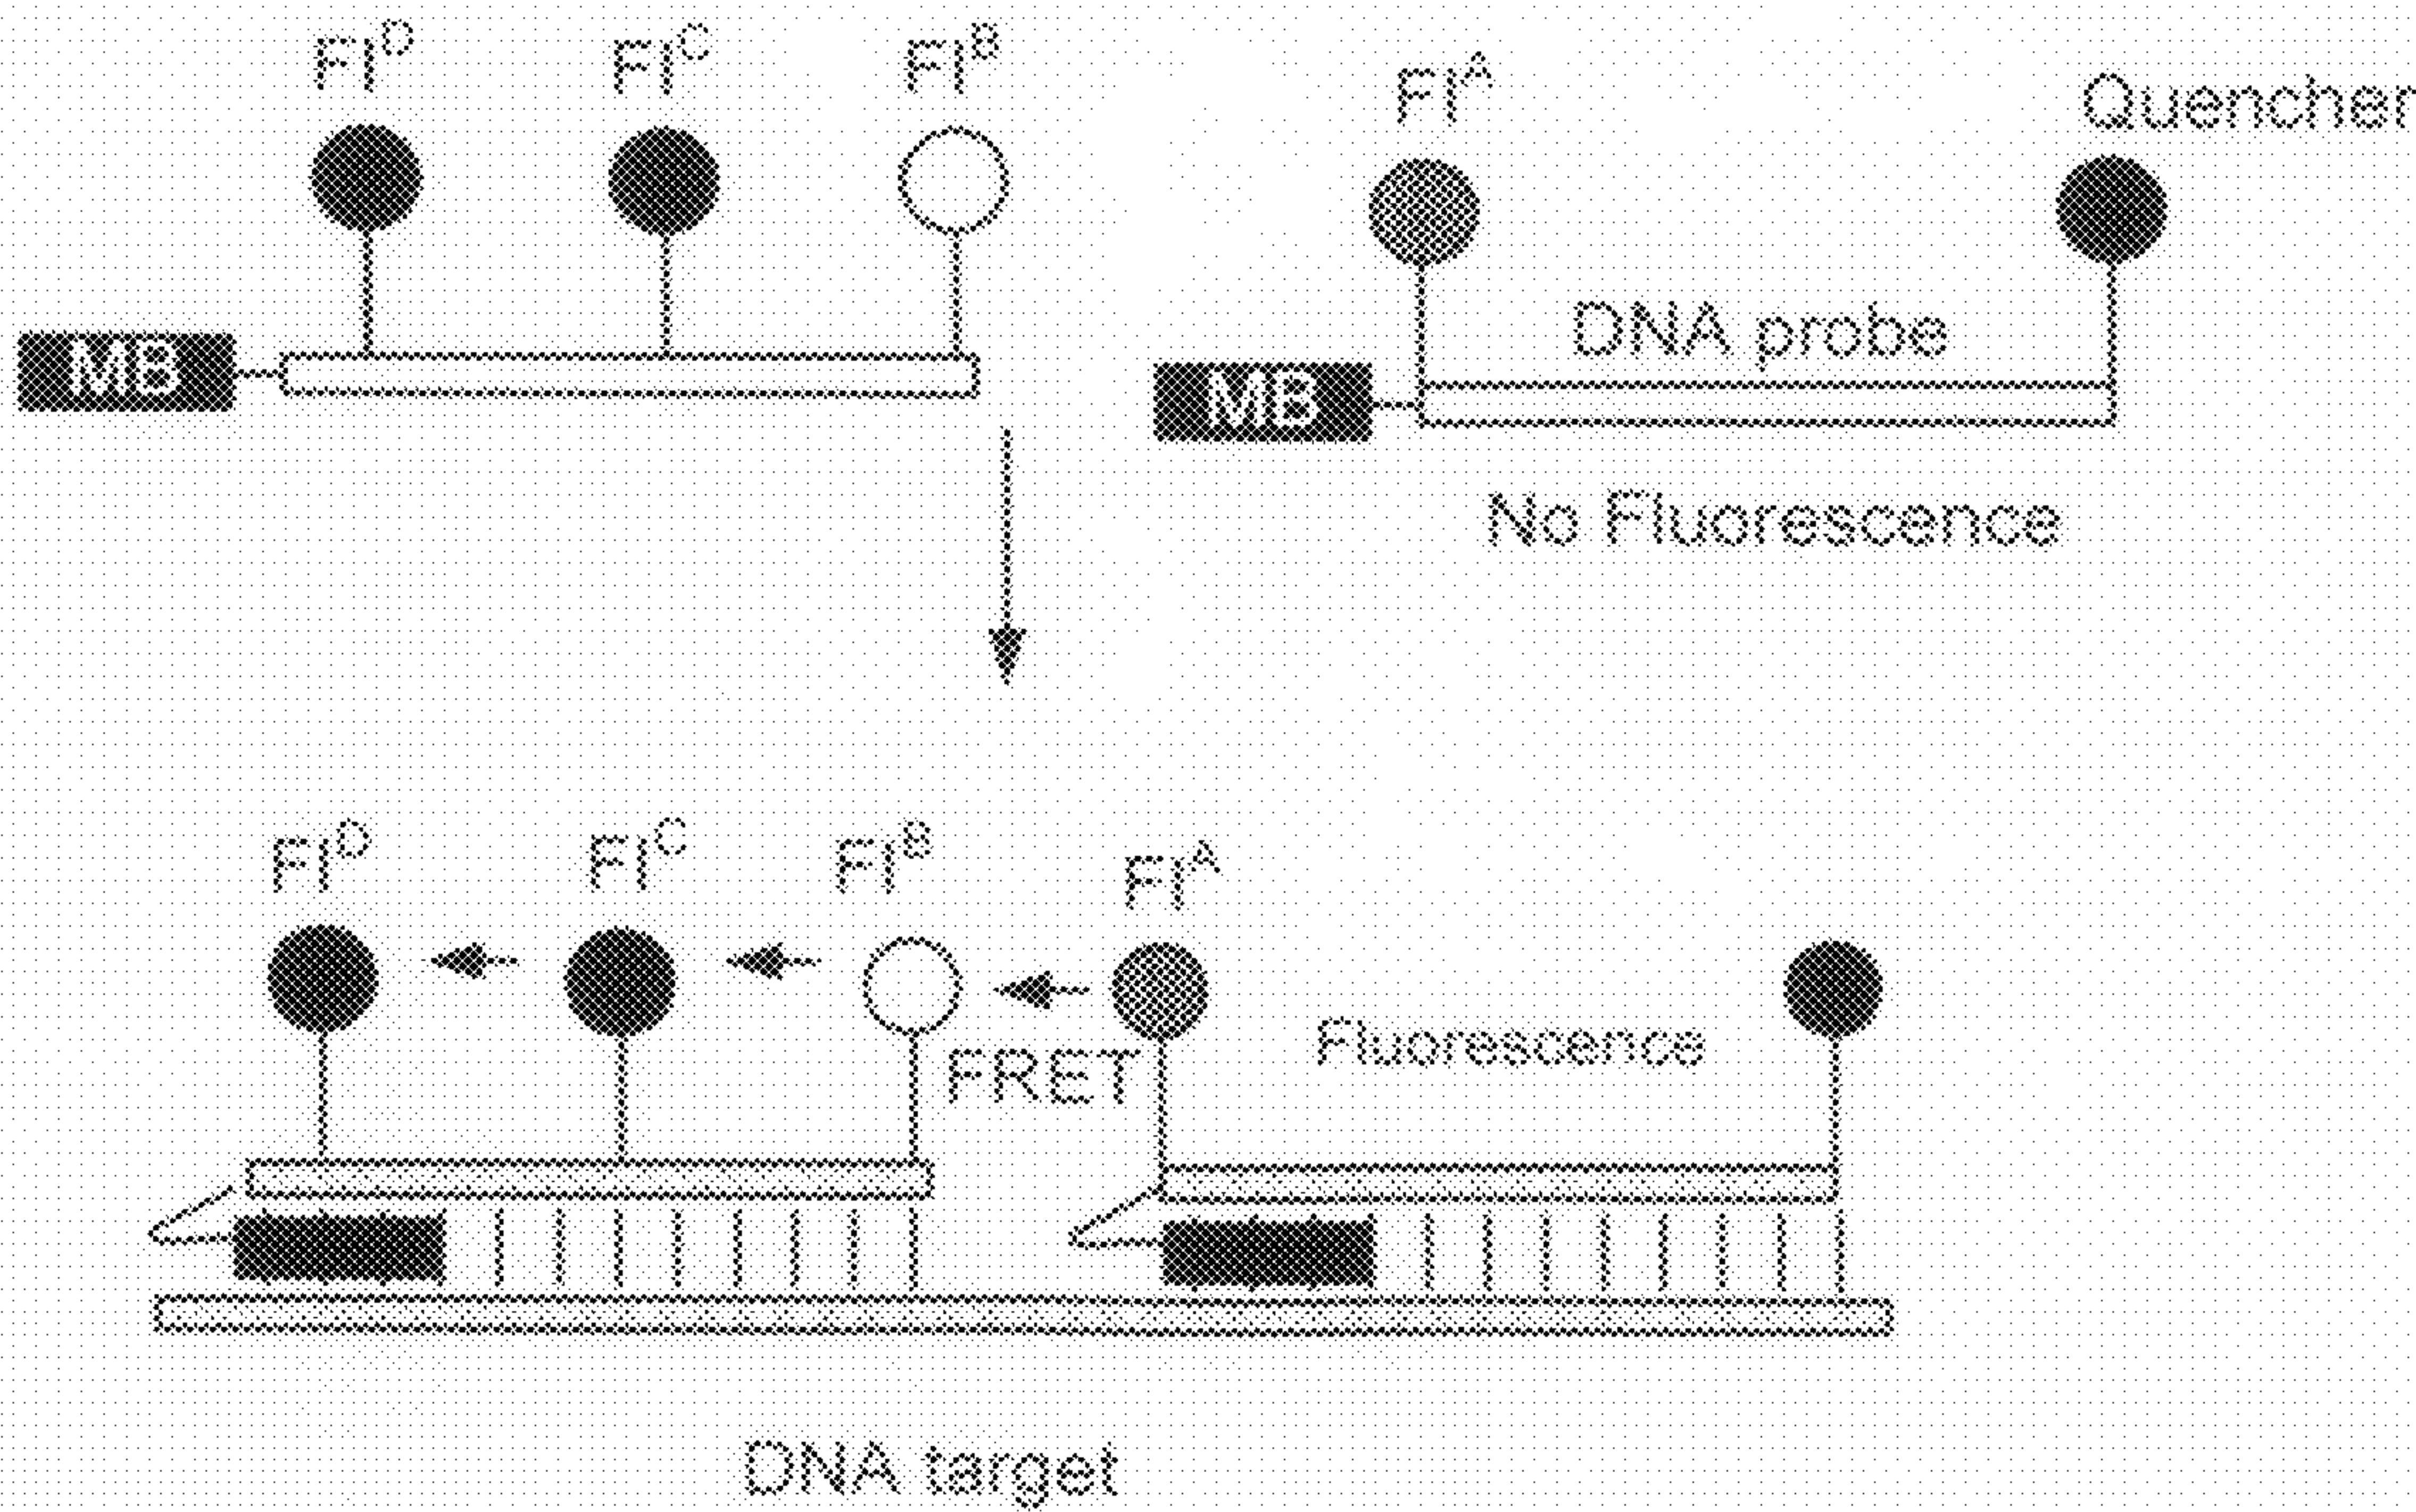 Fl^D Fl^C Fl^B Fl^A Quencher
MB MB DNA probe
No Fluorescence
Fl^D Fl^C Fl^B Fl^A
FRET Fluorescence
DNA target